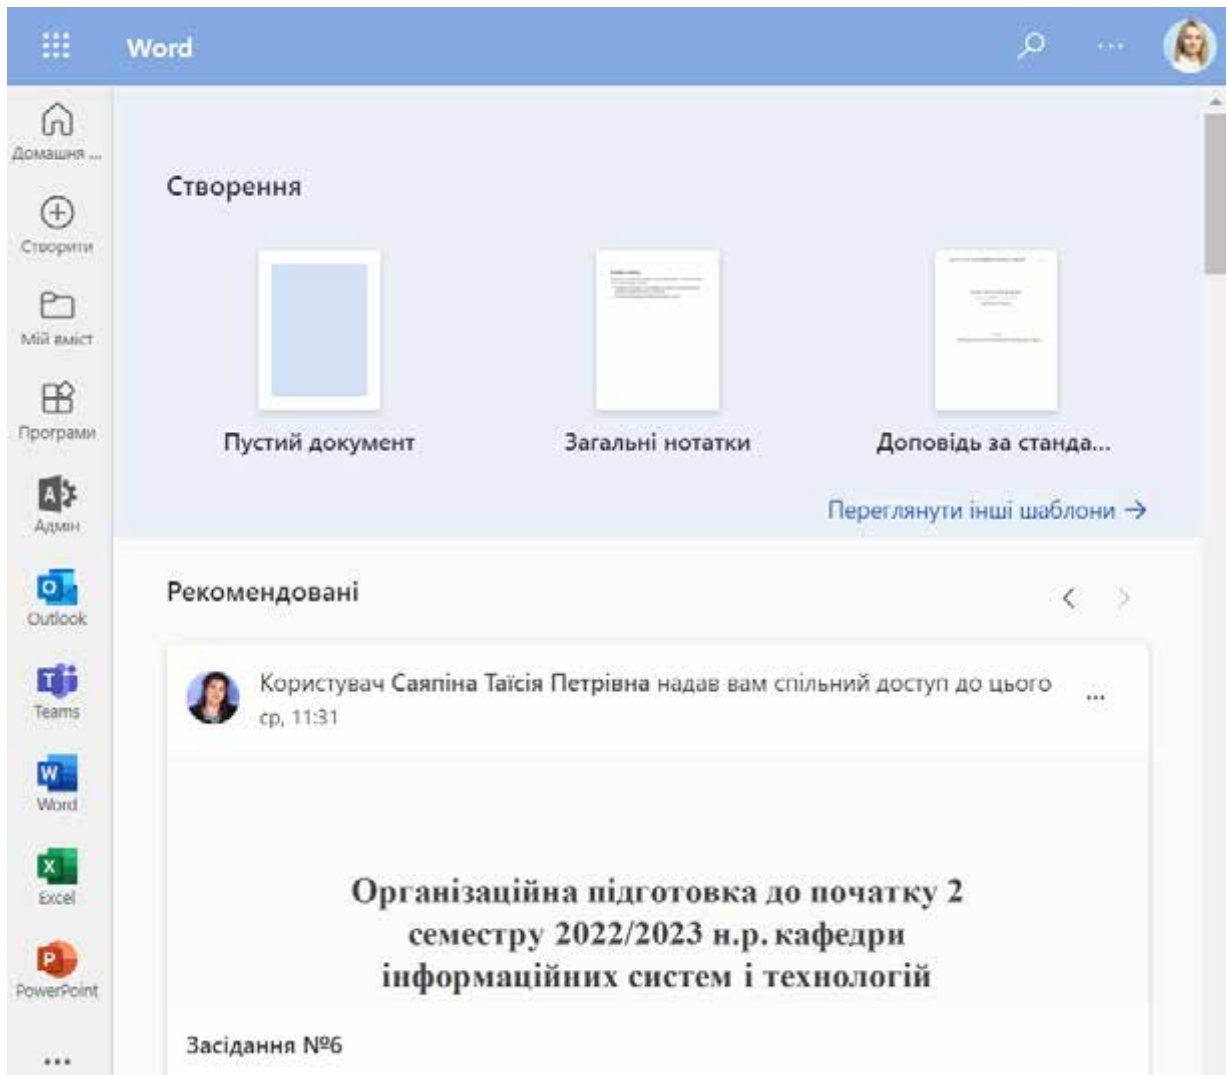 Word
Домашня ...
Створити
Мій вміст
Програми
Адмін
Outlook
Teams
Word
Excel
PowerPoint
Створення
Пустий документ
Загальні нотатки
Доповідь за станда...
Переглянути інші шаблони →
Рекомендовані
Користувач Саяпіна Таїсія Петрівна надав вам спільний доступ до цього
ср, 11:31
Організаційна підготовка до початку 2
семестру 2022/2023 н.р. кафедри
інформаційних систем і технологій
Засідання №6